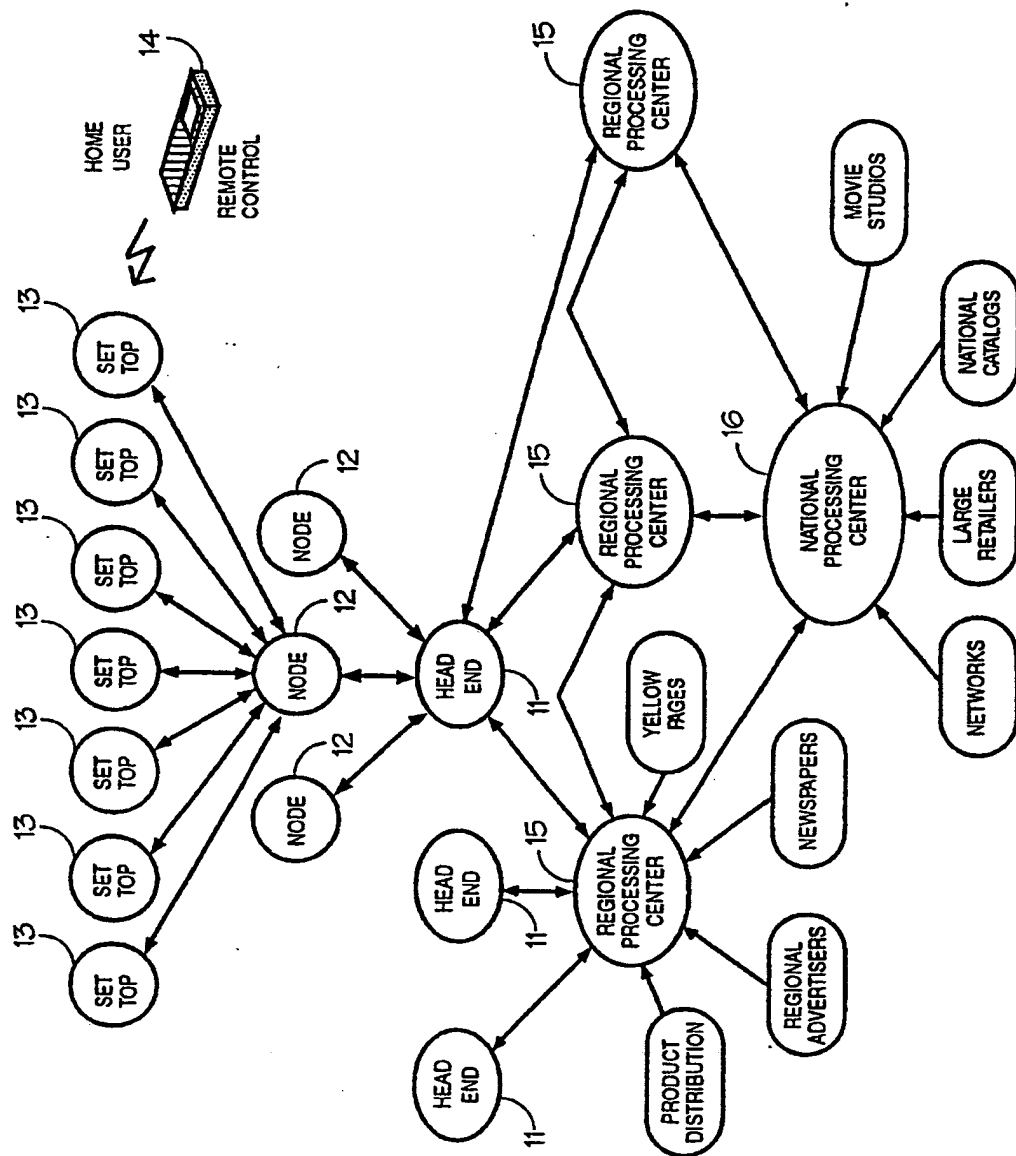 13
SET
TOP
13
SET
TOP
13
SET
TOP
13
SET
TOP
13
SET
TOP
13
SET
TOP
13
SET
TOP
HOME
USER
14
REMOTE
CONTROL
12
NODE
12
NODE
12
NODE
HEAD
END
11
HEAD
END
11
HEAD
END
11
15
REGIONAL
PROCESSING
CENTER
15
REGIONAL
PROCESSING
CENTER
15
REGIONAL
PROCESSING
CENTER
YELLOW
PAGES
PRODUCT
DISTRIBUTION
REGIONAL
ADVERTISERS
NEWSPAPERS
16
NATIONAL
PROCESSING
CENTER
NETWORKS
LARGE
RETAILERS
NATIONAL
CATALOGS
MOVIE
STUDIOS